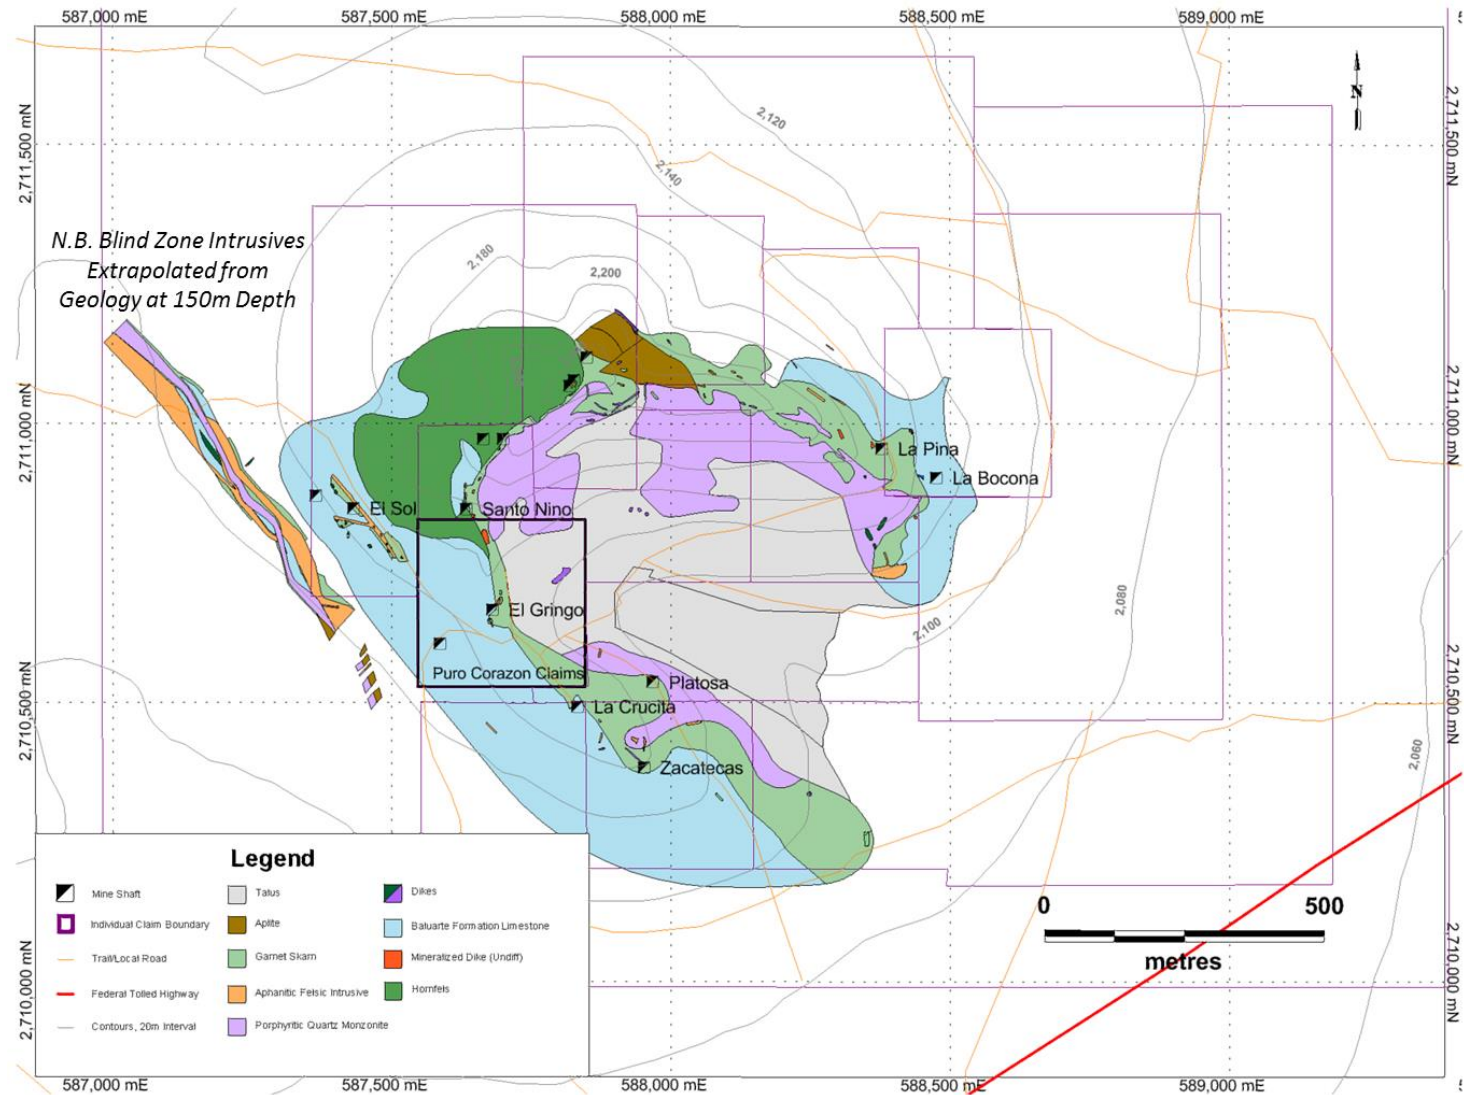 587,000 mE
587,500 mE
588,000 mE
588,500 mE
589,000 mE
2,711,500 mN
2,711,500 mN
N
2,120
2,140
2,180
2,200
N.B. Blind Zone Intrusives
Extrapolated from
Geology at 150m Depth
2,711,000 mN
2,711,000 mN
La Pina
La Bocona
El Sol
Santo Nino
El Gringo
2,080
2,100
Puro Corazon Claims
Platosa
La Crucita
Zacatecas
2,710,500 mN
2,710,500 mN
2,060
Legend
Mine Shaft
Individual Claim Boundary
Trail/Local Road
Federal Tolled Highway
Contours, 20m Interval
Talus
Aplite
Garnet Skarn
Aphanitic Felsic Intrusive
Porphyritic Quartz Monzonite
Dikes
Baluarte Formation Limestone
Mineralized Dike (Undiff)
Hornfels
0
500
metres
2,710,000 mN
2,710,000 mN
587,000 mE
587,500 mE
588,000 mE
588,500 mE
589,000 mE